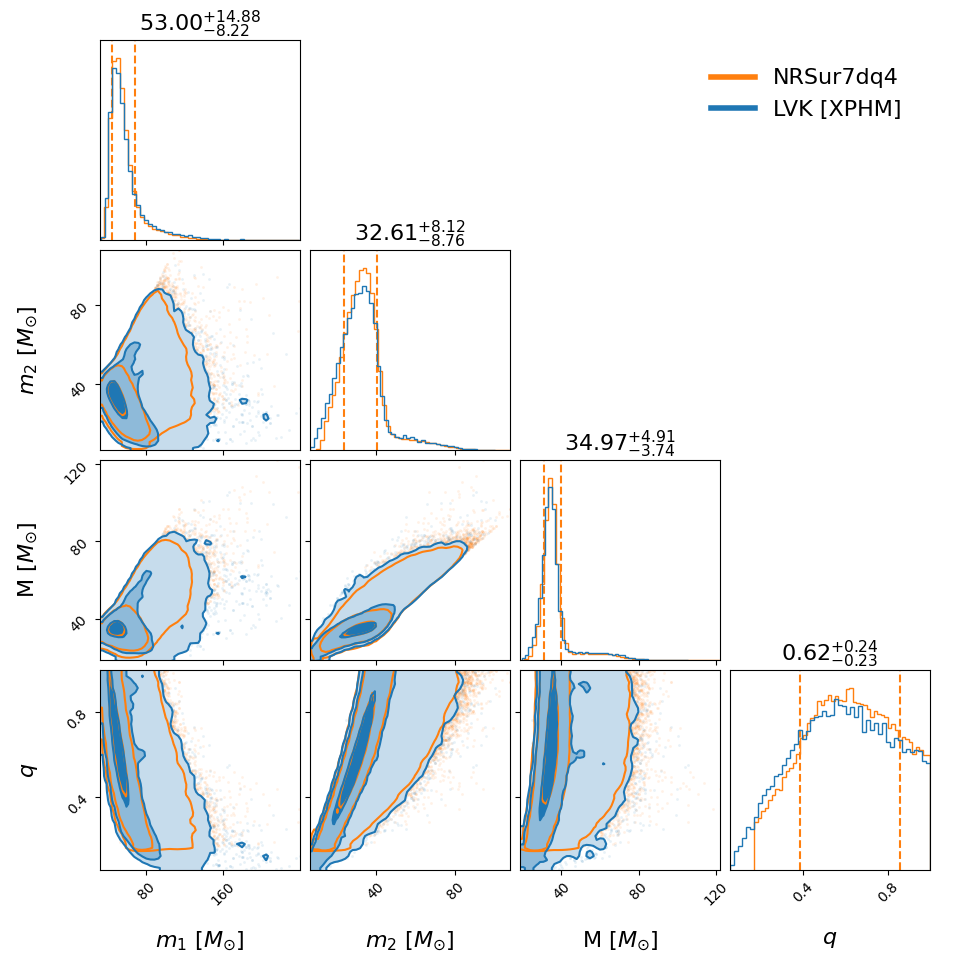 53.00+14.88−8.22
NRSur7dq4
LVK [XPHM]
32.61+8.12−8.76
80
40
m2 [M⊙]
34.97+4.91−3.74
120
80
40
M [M⊙]
0.62+0.24−0.23
0.8
0.4
q
80 160 40 80 40 80 120 0.4 0.8
m1 [M⊙] m2 [M⊙] M [M⊙] q